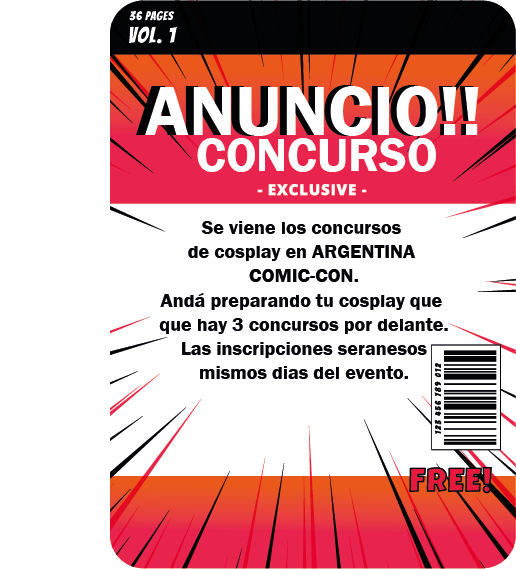 36 PAGES
VOL. 1
ANUNCIO!!
CONCURSO
- EXCLUSIVE -
Se viene los concursos
de cosplay en ARGENTINA
COMIC-CON.
Andá preparando tu cosplay que
que hay 3 concursos por delante.
Las inscripciones seranesos
mismos dias del evento.
123 456 789 012
FREE!